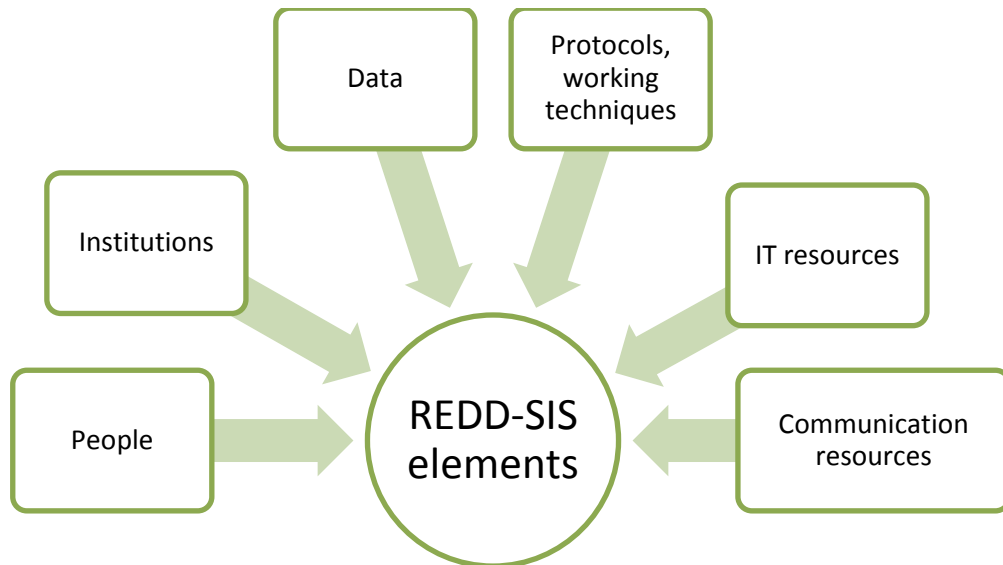 Data
Protocols,
working
techniques
Institutions
IT resources
People
REDD-SIS
elements
Communication
resources